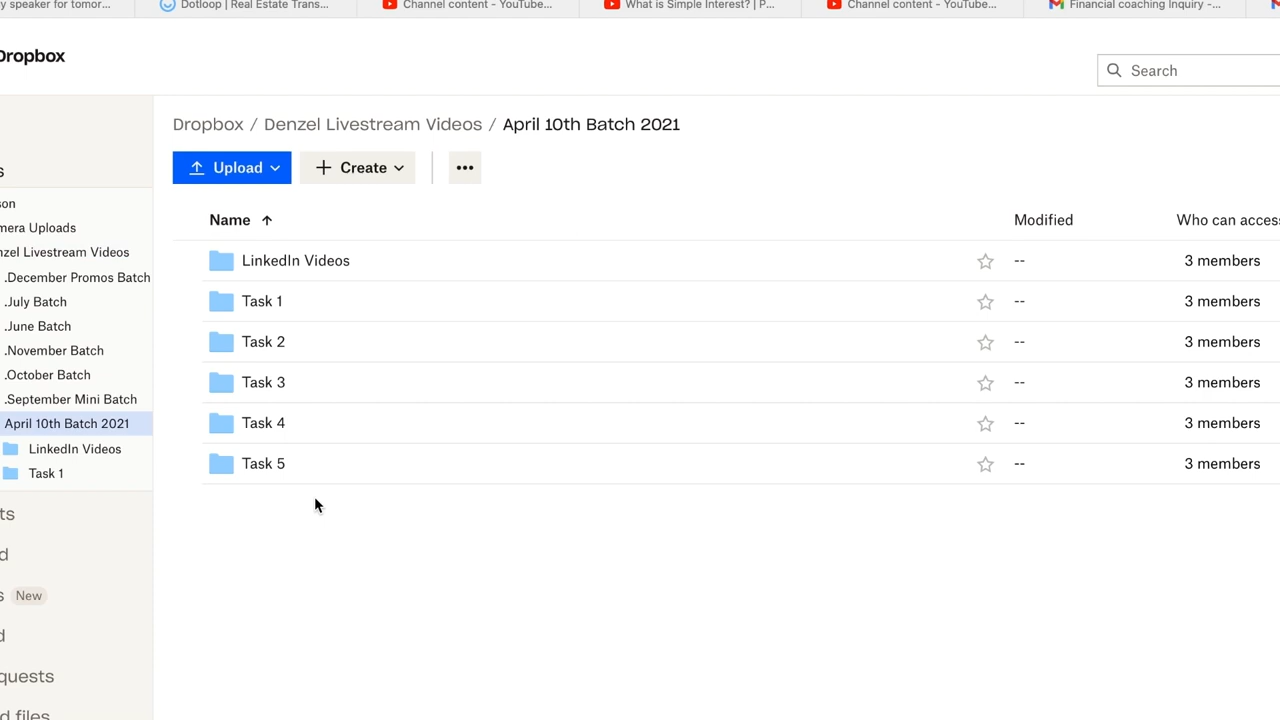 y speaker for tomor...
Dotloop | Real Estate Trans...
Channel content - YouTube...
What is Simple Interest? | P...
Channel content - YouTube...
Financial coaching Inquiry -...
Dropbox
Search
Dropbox / Denzel Livestream Videos / April 10th Batch 2021
Upload
Create
Name
Modified
Who can access
LinkedIn Videos -- 3 members
Task 1 -- 3 members
Task 2 -- 3 members
Task 3 -- 3 members
Task 4 -- 3 members
Task 5 -- 3 members
s
son
mera Uploads
nzel Livestream Videos
.December Promos Batch
.July Batch
.June Batch
.November Batch
.October Batch
.September Mini Batch
April 10th Batch 2021
LinkedIn Videos
Task 1
ts
d
s New
d
quests
d files